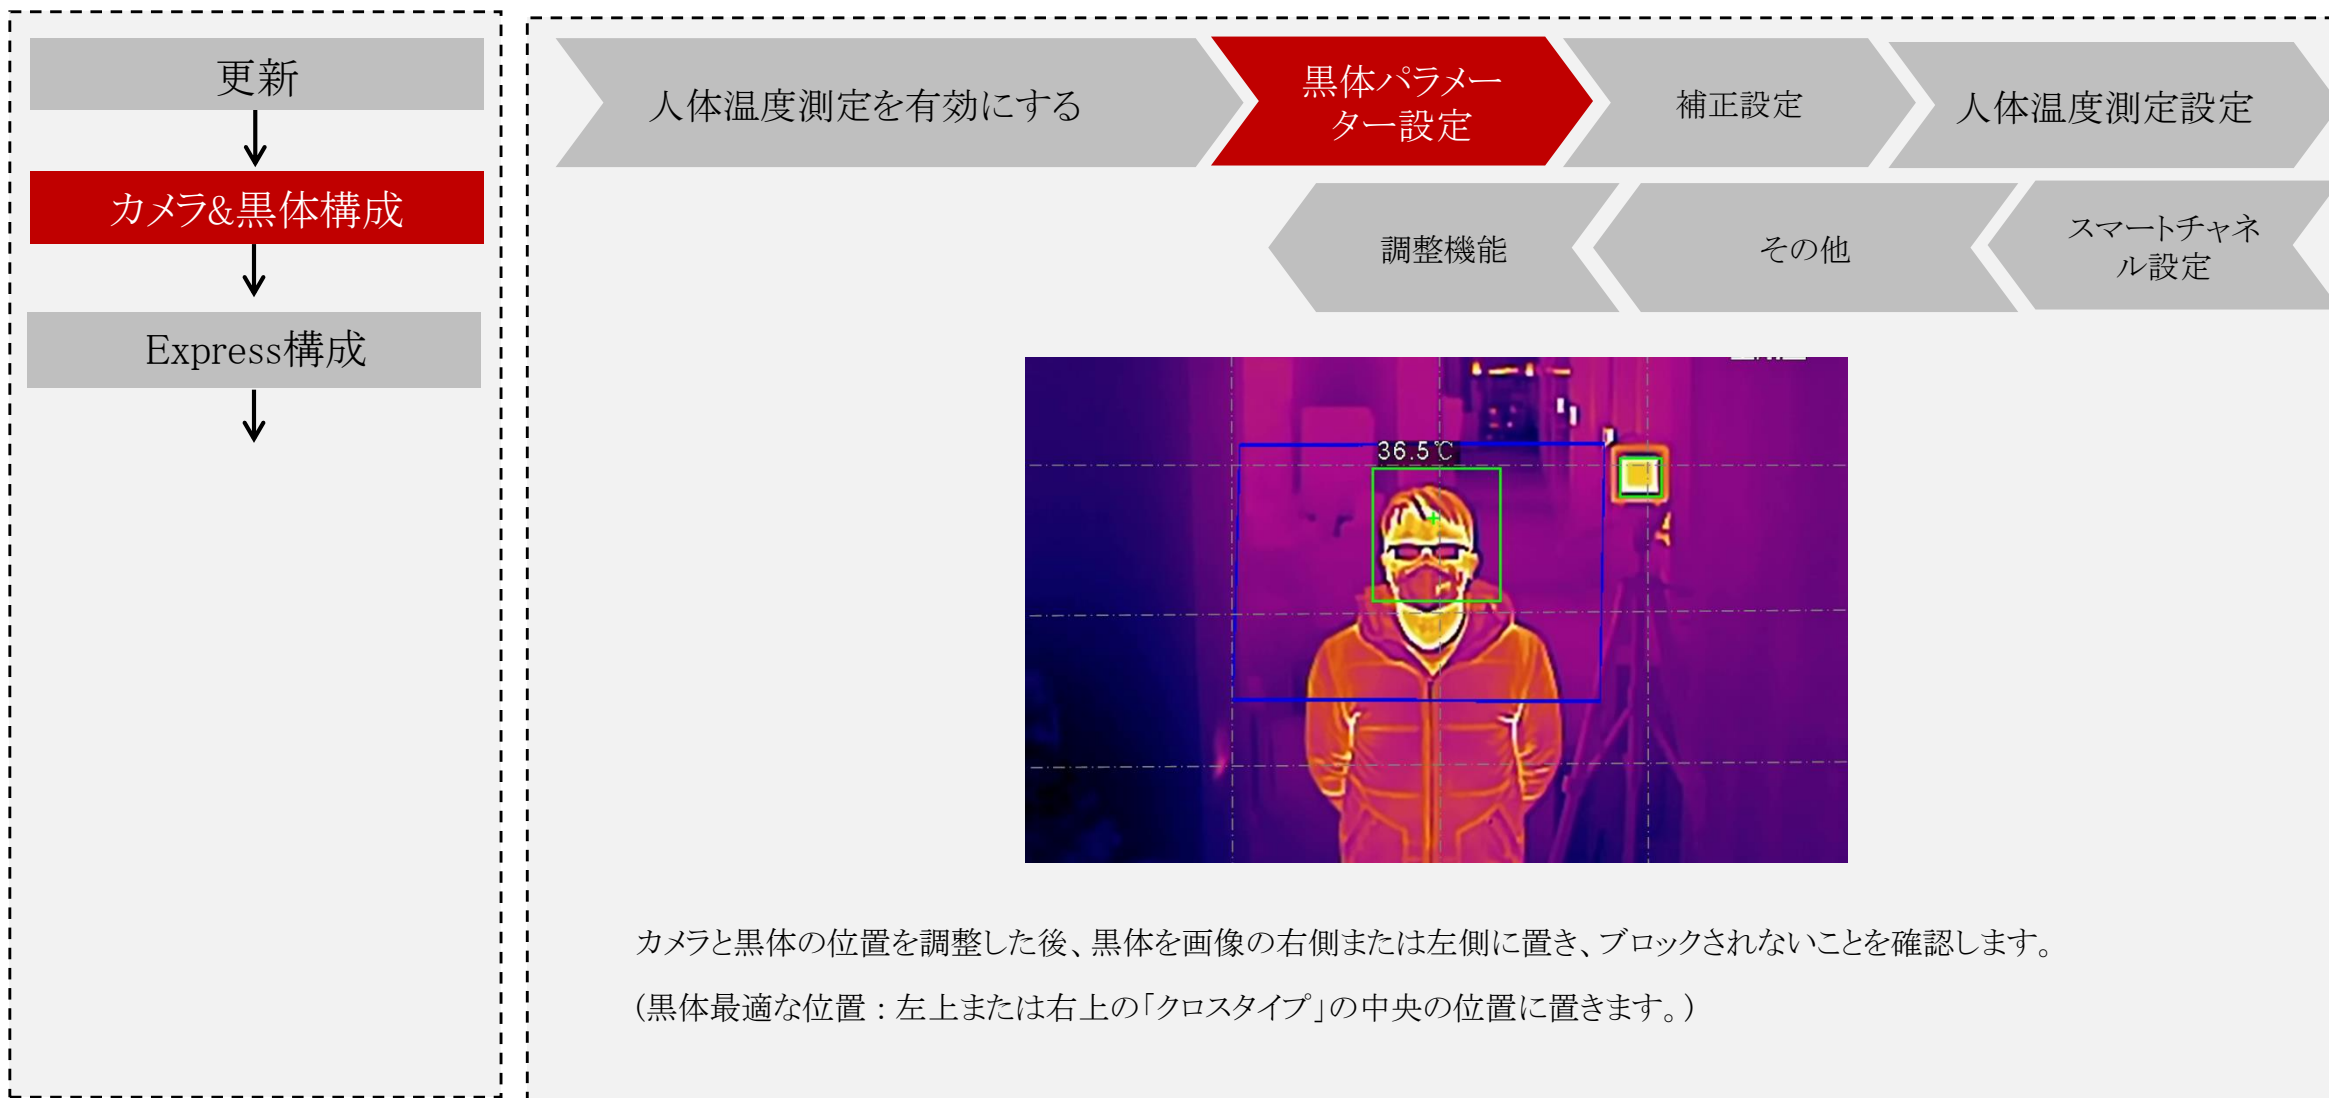 更新
カメラ&黒体構成
Express構成
人体温度測定を有効にする
黒体パラメー
ター設定
補正設定
人体温度測定設定
調整機能
その他
スマートチャネ
ル設定
36.5℃
カメラと黒体の位置を調整した後、黒体を画像の右側または左側に置き、ブロックされないことを確認します。
(黒体最適な位置：左上または右上の「クロスタイプ」の中央の位置に置きます。)